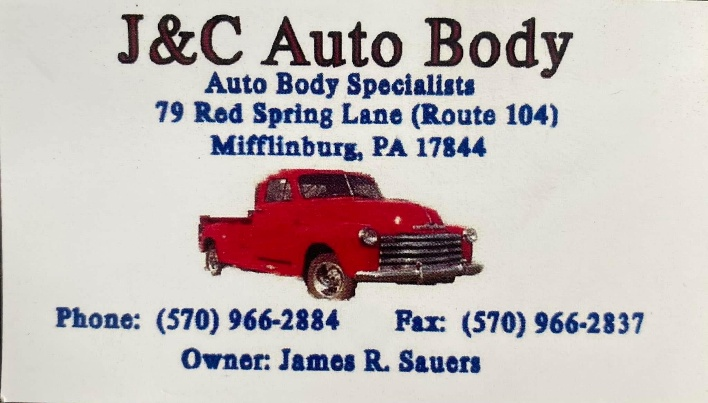 J&C Auto Body
Auto Body Specialists
79 Red Spring Lane (Route 104)
Mifflinburg, PA 17844
Phone: (570) 966-2884 Fax: (570) 966-2837
Owner: James R. Sauers